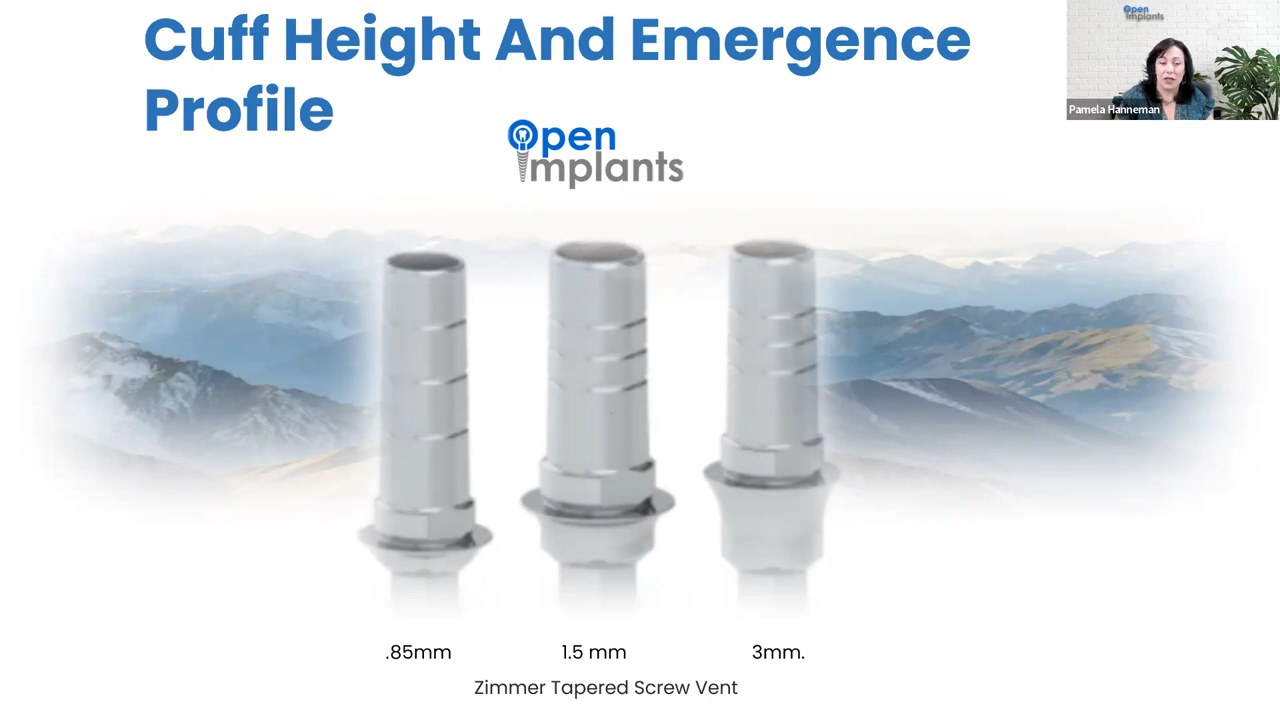 Cuff Height And Emergence
Profile
Open
Implants
Open
Implants
Pamela Hanneman
.85mm
1.5 mm
3mm.
Zimmer Tapered Screw Vent